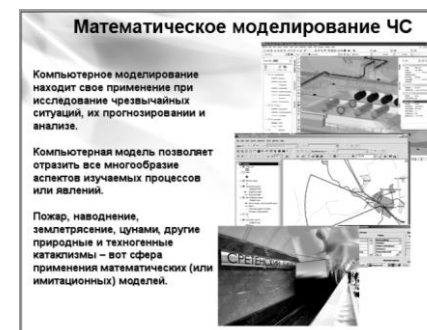 Математическое моделирование ЧС
Компьютерное моделирование
находит свое применение при
исследование чрезвычайных
ситуаций, их прогнозировании и
анализе.
Компьютерная модель позволяет
отразить все многообразие
аспектов изучаемых процессов
или явлений.
Пожар, наводнение,
землетрясение, цунами, другие
природные и техногенные
катаклизмы – вот сфера
применения математических (или
имитационных) моделей.